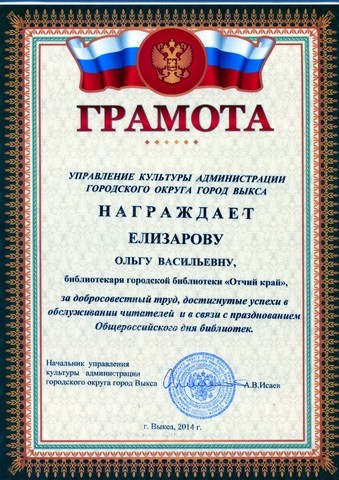 ГРАМОТА
УПРАВЛЕНИЕ КУЛЬТУРЫ АДМИНИСТРАЦИИ
ГОРОДСКОГО ОКРУГА ГОРОД ВЫКСА
НАГРАЖДАЕТ
ЕЛИЗАРОВУ
ОЛЬГУ ВАСИЛЬЕВНУ,
библиотекаря городской библиотеки «Отчий край»,
за добросовестный труд, достигнутые успехи в
обслуживании читателей и в связи с празднованием
Общероссийского дня библиотек.
Начальник управления
культуры администрации
городского округа город Выкса А.В.Исаев
г. Выкса, 2014 г.